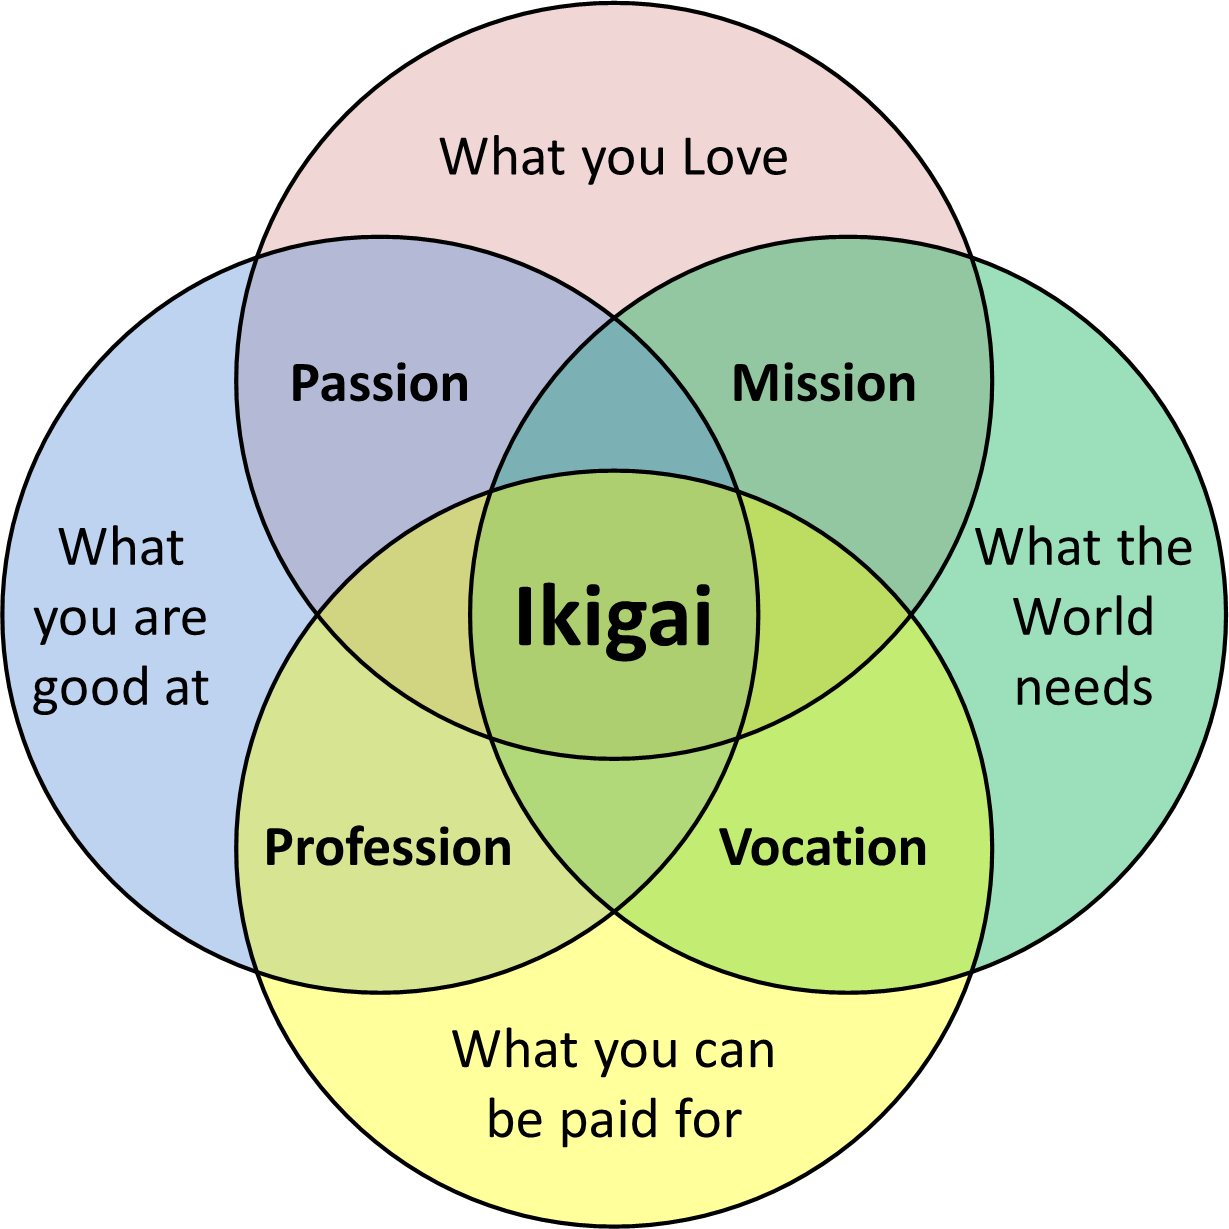 What you Love
Passion
Mission
What
you are
good at
Ikigai
What the
World
needs
Profession
Vocation
What you can
be paid for